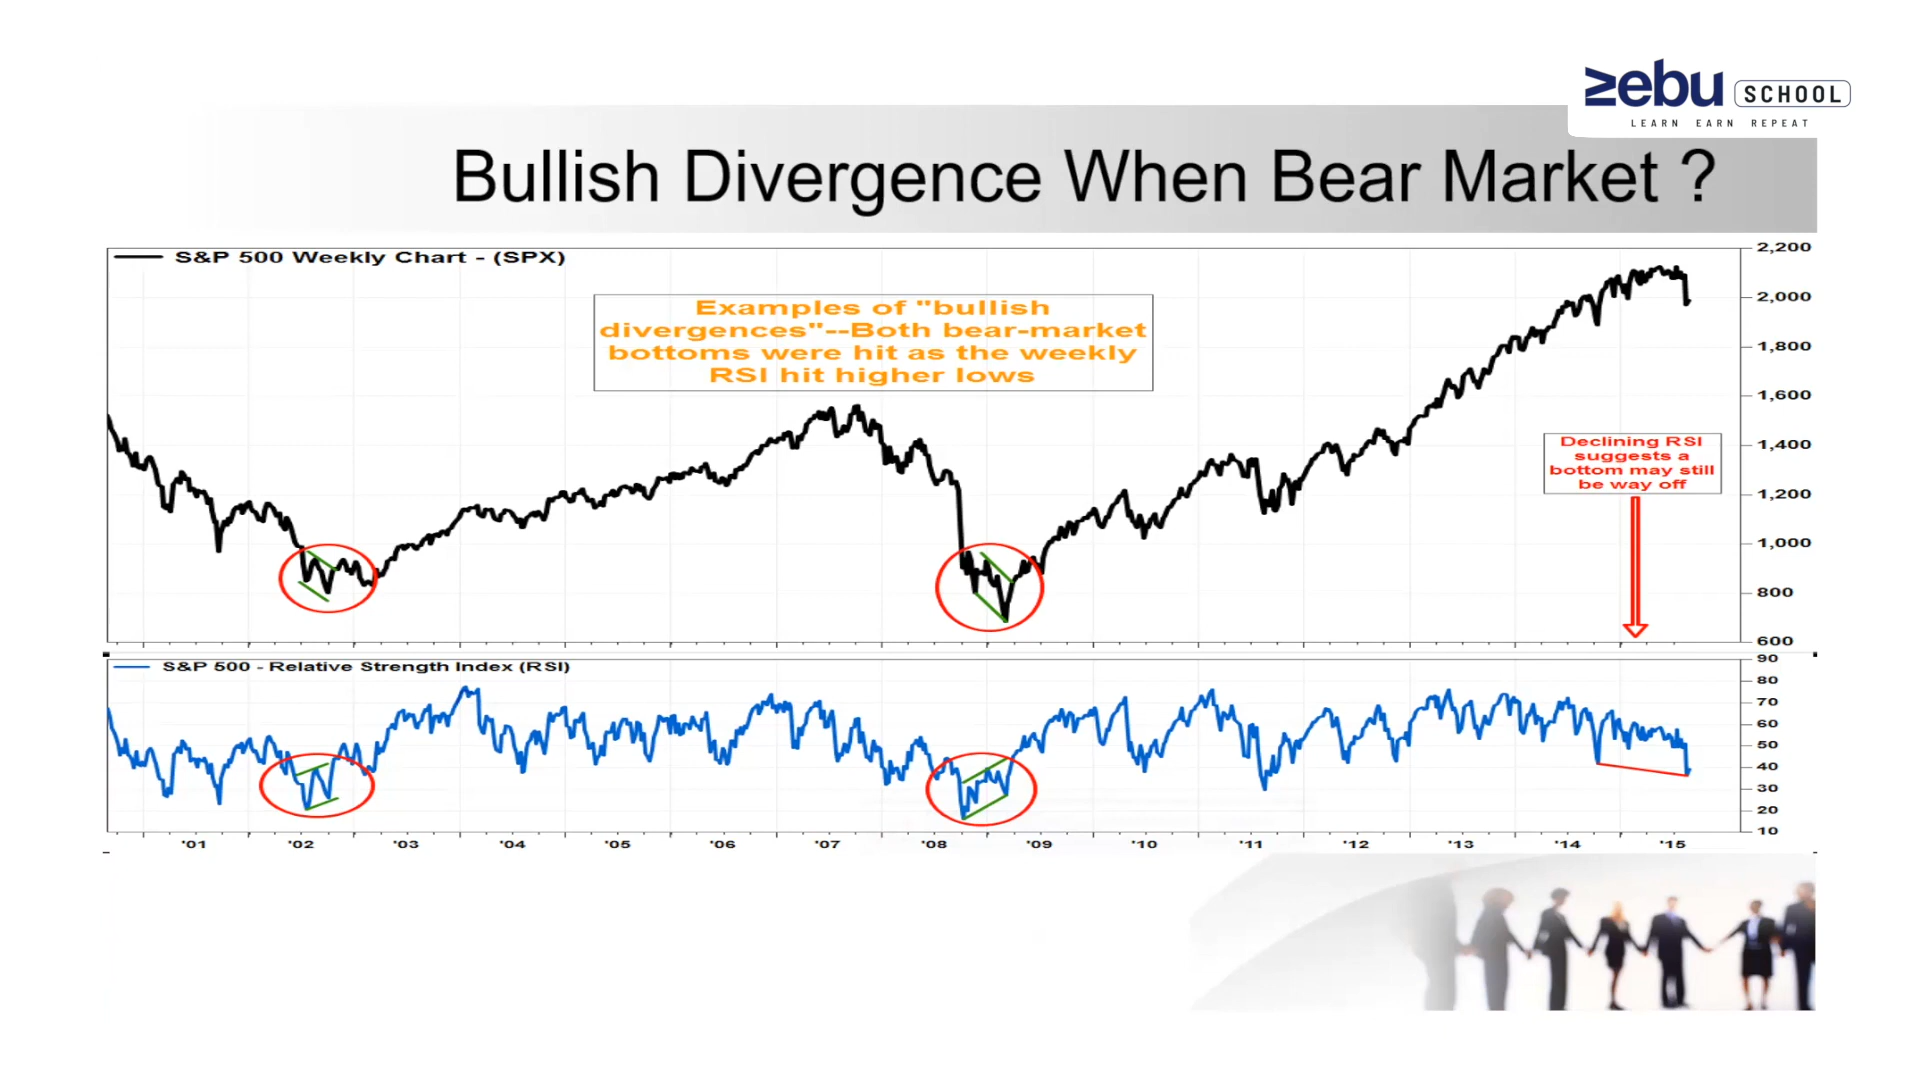 zebu SCHOOL
LEARN EARN REPEAT
Bullish Divergence When Bear Market ?
S&P 500 Weekly Chart - (SPX)
Examples of "bullish
divergences"--Both bear-market
bottoms were hit as the weekly
RSI hit higher lows
Declining RSI
suggests a
bottom may still
be way off
2,200
2,000
1,800
1,600
1,400
1,200
1,000
800
600
S&P 500 - Relative Strength Index (RSI)
90
80
70
60
50
40
30
20
10
'01 '02 '03 '04 '05 '06 '07 '08 '09 '10 '11 '12 '13 '14 '15